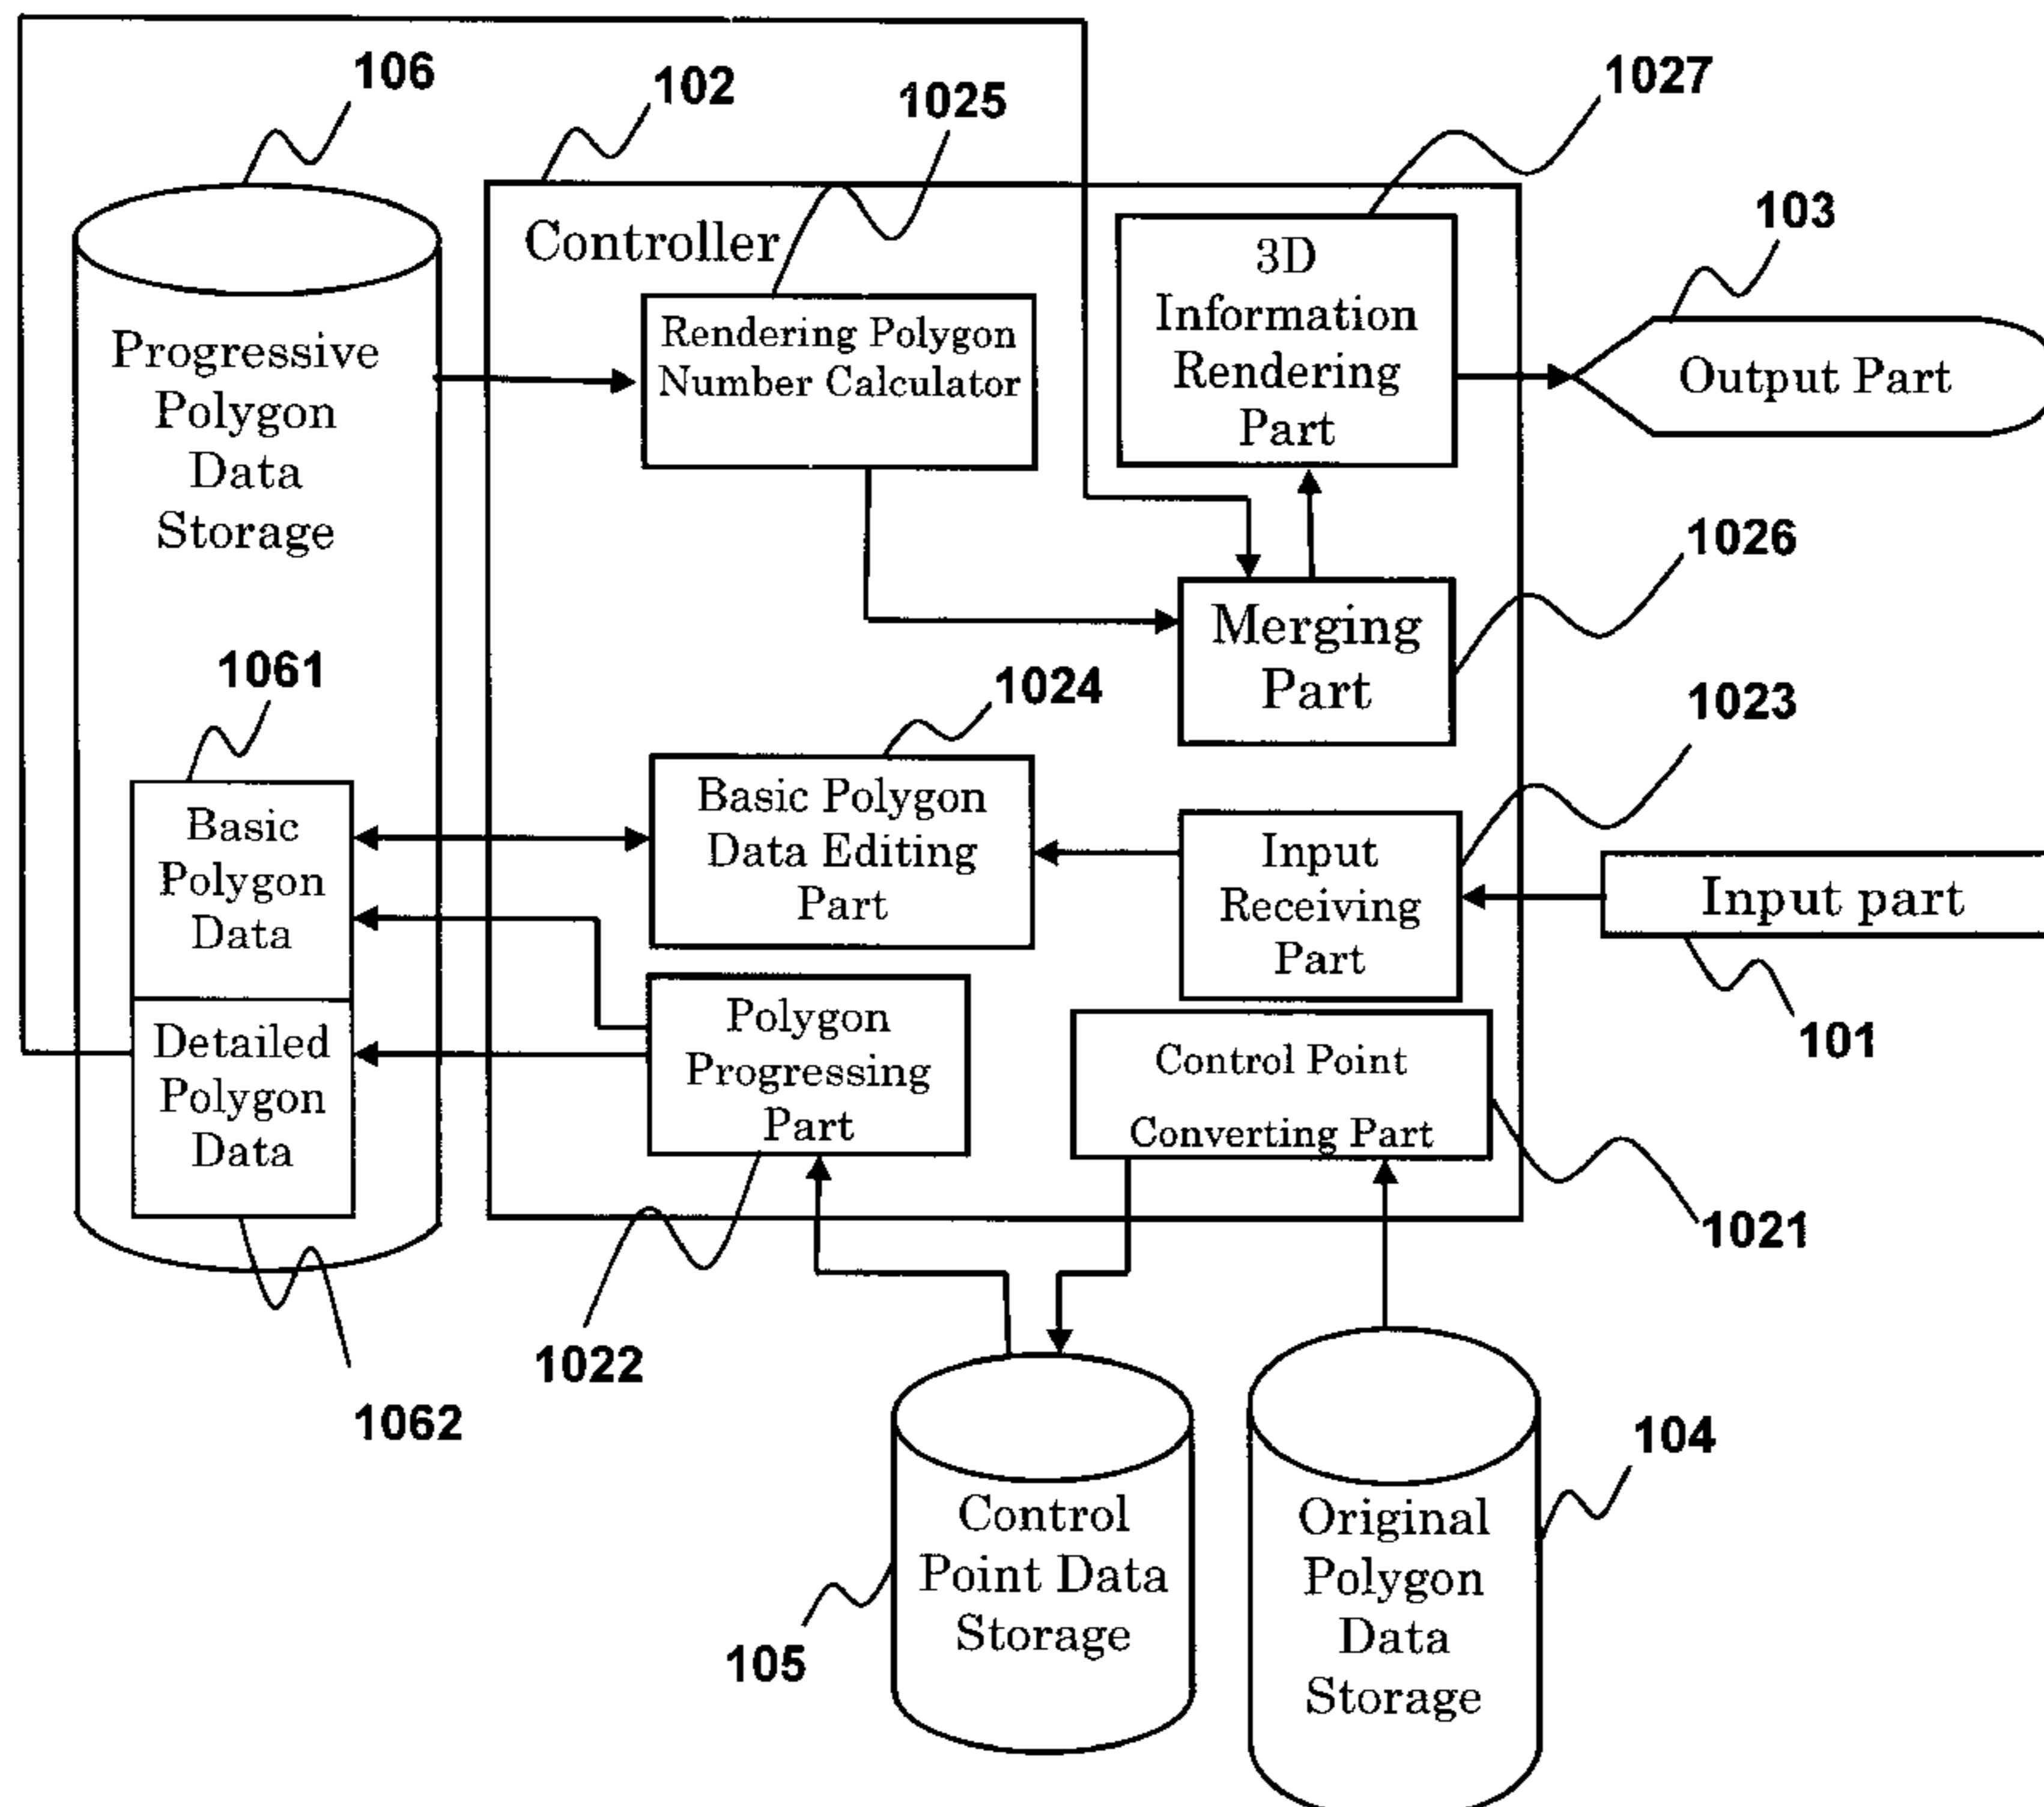 106
102
1025
1027
103
Controller
3D
Information
Rendering
Part
Rendering Polygon
Number Calculator
Output Part
Progressive
Polygon
Data
Storage
1026
Merging
Part
1061
1024
1023
Basic
Polygon
Data
Basic Polygon
Data Editing
Part
Input
Receiving
Part
Input part
101
Detailed
Polygon
Data
Polygon
Progressing
Part
Control Point
Converting Part
1021
1022
1062
104
Control
Point Data
Storage
105
Original
Polygon
Data
Storage